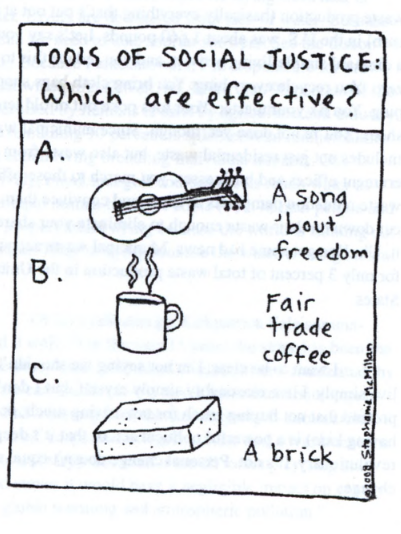 TOOLS OF SOCIAL JUSTICE:
Which are effective?
A.
A song
'bout
freedom
B.
Fair
trade
coffee
C.
A brick
©2008 Stephanie McMillan